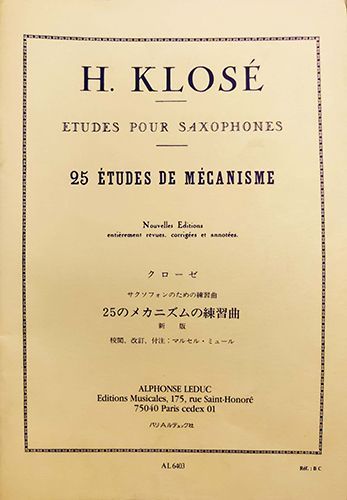 H. KLOSÉ
ETUDES POUR SAXOPHONES
25 ÉTUDES DE MÉCANISME
Nouvelles Editions
entièrement revues, corrigées et annotées.
クローゼ
サクソフォンのための練習曲
25のメカニズムの練習曲
新 版
校閲、改訂、付注：マルセル・ミュール
ALPHONSE LEDUC
Editions Musicales, 175, rue Saint-Honoré
75040 Paris cedex 01
パリA.ルデュック社
AL 6403
Réf.: B C